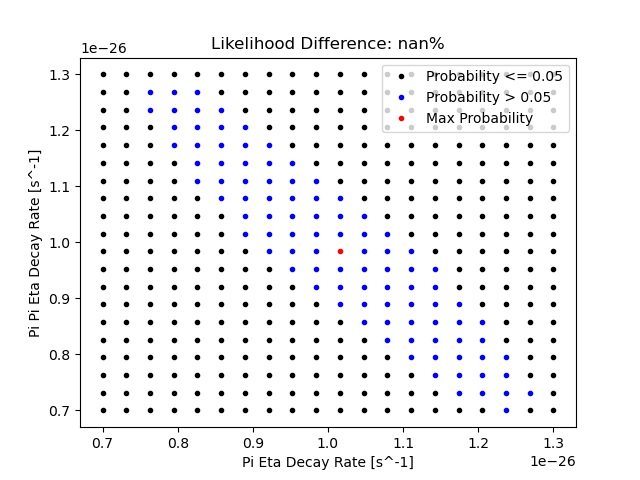 Likelihood Difference: nan%
1e−26
Probability <= 0.05
Probability > 0.05
Max Probability
Pi Pi Eta Decay Rate [s^-1]
1.3
1.2
1.1
1.0
0.9
0.8
0.7
0.7 0.8 0.9 1.0 1.1 1.2 1.3
Pi Eta Decay Rate [s^-1]
1e−26